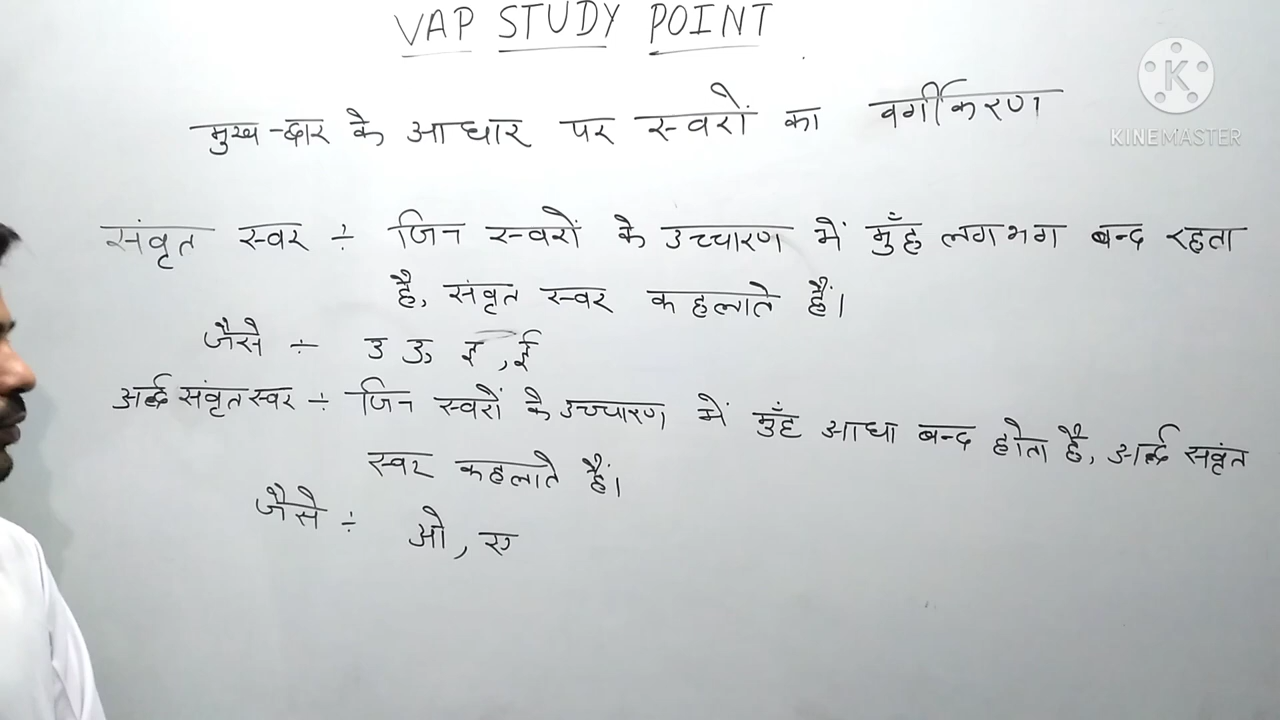 VAP STUDY POINT
K
KINEMASTER
मुख-द्वार के आधार पर स्वरों का वर्गीकरण
संवृत स्वर ÷ जिन स्वरों के उच्चारण में मुँह लगभग बन्द रहता
है, संवृत स्वर कहलाते हैं।
जैसे ÷ उ ऊ, इ, ई
अर्द्ध संवृत स्वर ÷ जिन स्वरों के उच्चारण में मुँह आधा बन्द होता है, अर्द्ध सवृंत
स्वर कहलाते हैं।
जैसे ÷ ओ, ए